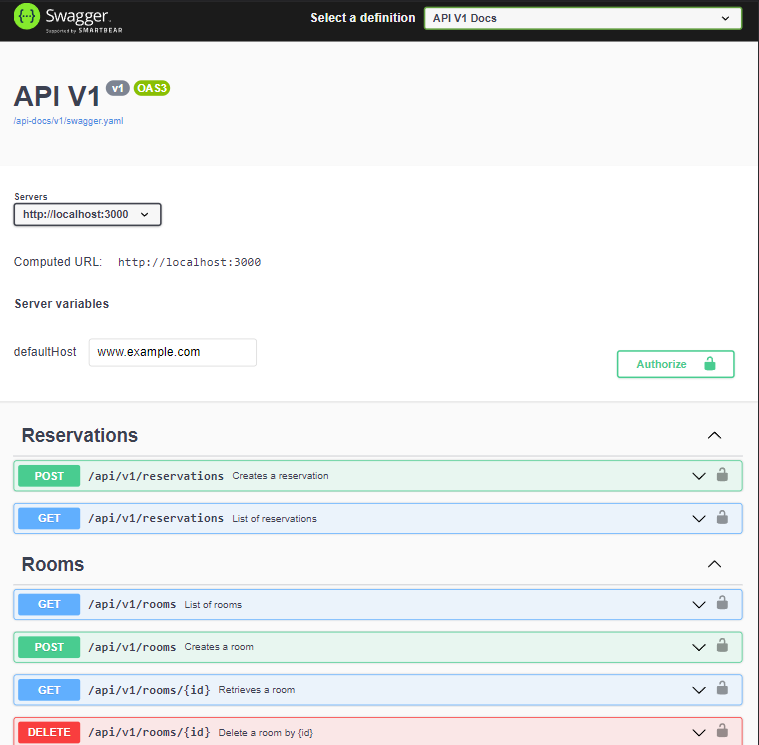 Swagger.
Supported by SMARTBEAR
Select a definition
API V1 Docs
API V1 v1 OAS3
/api-docs/v1/swagger.yaml
Servers
http://localhost:3000
Computed URL: http://localhost:3000
Server variables
defaultHost www.example.com
Authorize
Reservations
POST /api/v1/reservations Creates a reservation
GET /api/v1/reservations List of reservations
Rooms
GET /api/v1/rooms List of rooms
POST /api/v1/rooms Creates a room
GET /api/v1/rooms/{id} Retrieves a room
DELETE /api/v1/rooms/{id} Delete a room by {id}